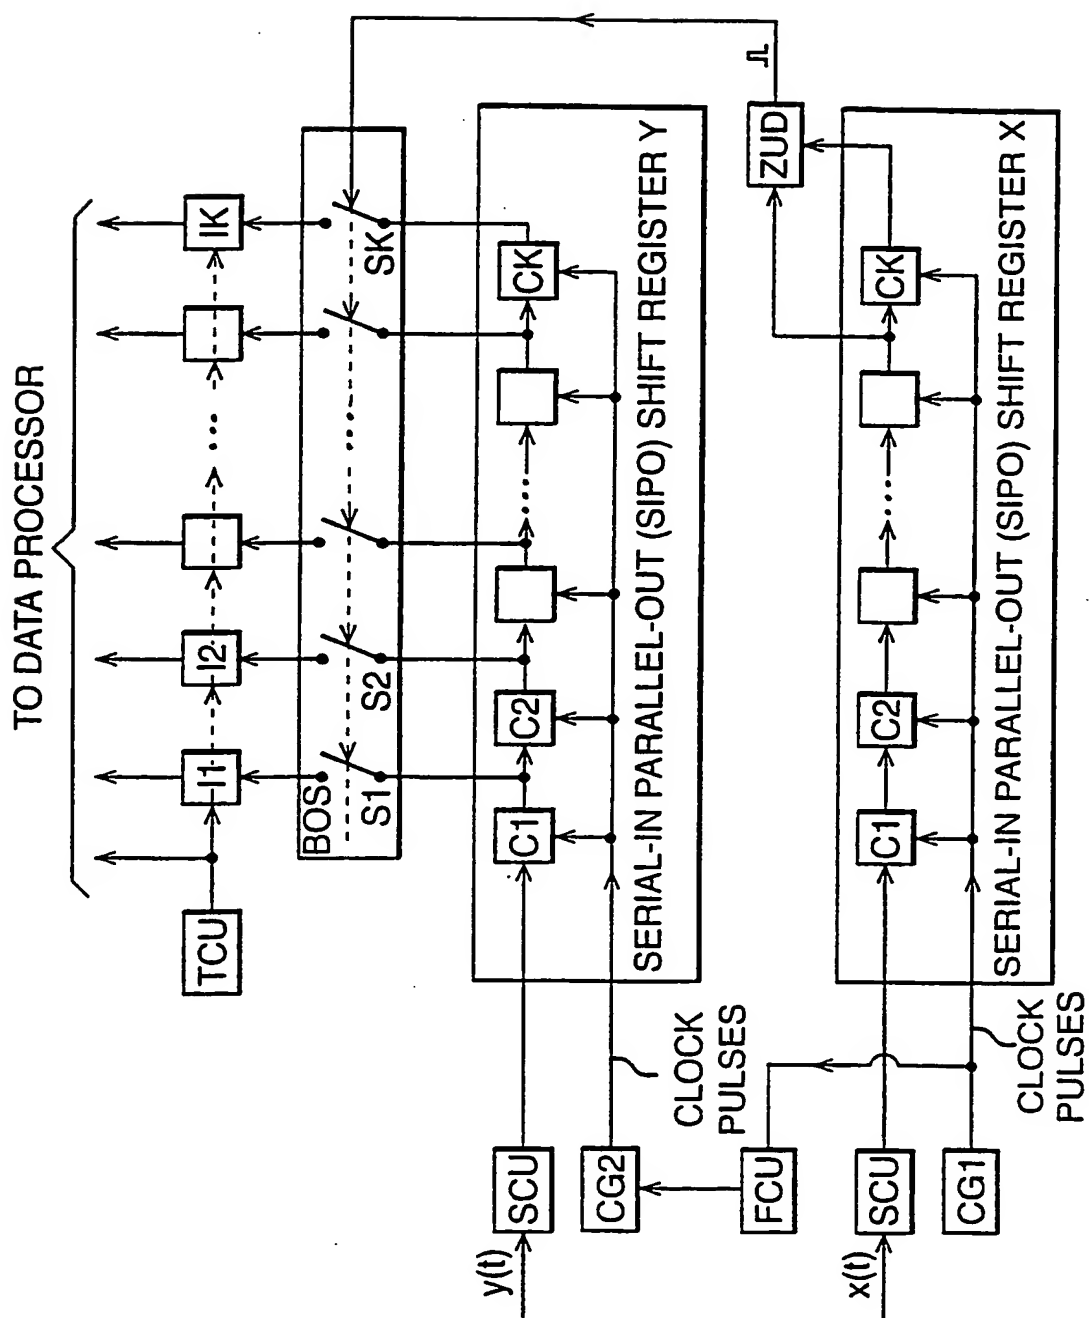 TO DATA PROCESSOR
TCU
I1
I2
IK
BOS
S1
S2
SK
C1
C2
CK
SERIAL-IN PARALLEL-OUT (SIPO) SHIFT REGISTER Y
y(t)
SCU
CG2
CLOCK
PULSES
FCU
ZUD
C1
C2
CK
SERIAL-IN PARALLEL-OUT (SIPO) SHIFT REGISTER X
x(t)
SCU
CG1
CLOCK
PULSES